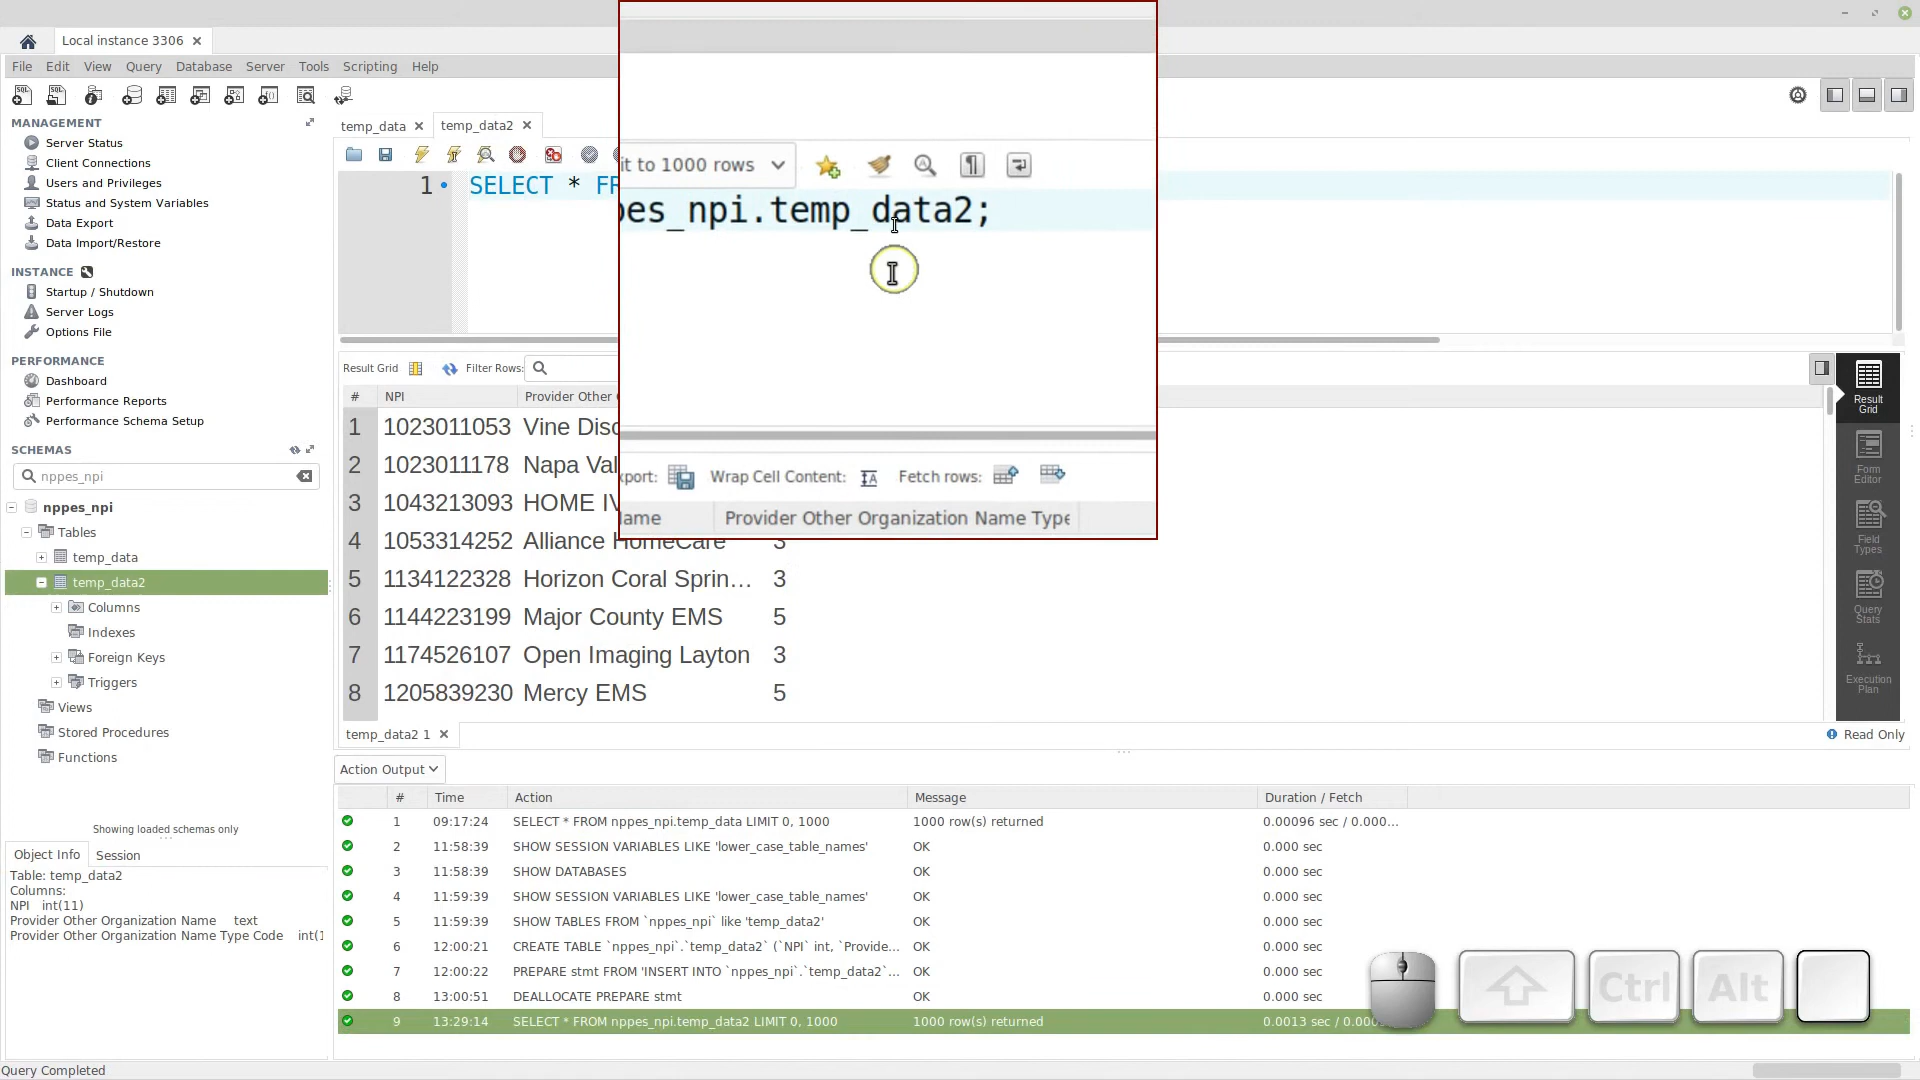 Local instance 3306
File Edit View Query Database Server Tools Scripting Help
MANAGEMENT
Server Status
Client Connections
Users and Privileges
Status and System Variables
Data Export
Data Import/Restore
INSTANCE
Startup / Shutdown
Server Logs
Options File
PERFORMANCE
Dashboard
Performance Reports
Performance Schema Setup
SCHEMAS
nppes_npi
nppes_npi
Tables
temp_data
temp_data2
Columns
Indexes
Foreign Keys
Triggers
Views
Stored Procedures
Functions
Showing loaded schemas only
Object Info Session
Table: temp_data2
Columns:
NPI int(11)
Provider Other Organization Name text
Provider Other Organization Name Type Code int(1
temp_data temp_data2
it to 1000 rows
1 SELECT * FR
pes_npi.temp_data2;
Result Grid Filter Rows:
xport: Wrap Cell Content: Fetch rows:
# NPI Provider Other
Name Provider Other Organization Name Type
1 1023011053 Vine Disc
2 1023011178 Napa Val
3 1043213093 HOME IV
4 1053314252 Alliance HomeCare 3
5 1134122328 Horizon Coral Sprin... 3
6 1144223199 Major County EMS 5
7 1174526107 Open Imaging Layton 3
8 1205839230 Mercy EMS 5
Result Grid
Form Editor
Field Types
Query Stats
Execution Plan
temp_data2 1
Read Only
Action Output
# Time Action Message Duration / Fetch
1 09:17:24 SELECT * FROM nppes_npi.temp_data LIMIT 0, 1000 1000 row(s) returned 0.00096 sec / 0.000...
2 11:58:39 SHOW SESSION VARIABLES LIKE 'lower_case_table_names' OK 0.000 sec
3 11:58:39 SHOW DATABASES OK 0.000 sec
4 11:59:39 SHOW SESSION VARIABLES LIKE 'lower_case_table_names' OK 0.000 sec
5 11:59:39 SHOW TABLES FROM `nppes_npi` like 'temp_data2' OK 0.000 sec
6 12:00:21 CREATE TABLE `nppes_npi`.`temp_data2` (`NPI` int, `Provide... OK 0.000 sec
7 12:00:22 PREPARE stmt FROM 'INSERT INTO `nppes_npi`.`temp_data2`... OK 0.000 sec
8 13:00:51 DEALLOCATE PREPARE stmt OK 0.000 sec
9 13:29:14 SELECT * FROM nppes_npi.temp_data2 LIMIT 0, 1000 1000 row(s) returned 0.0013 sec / 0.000
Ctrl Alt
Query Completed